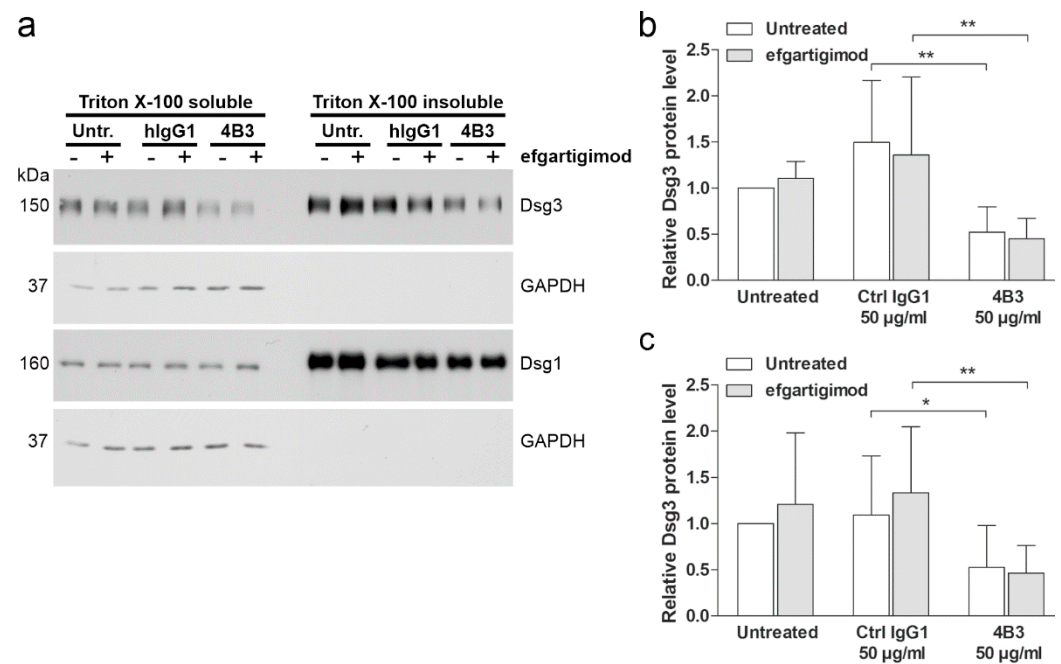 a
Triton X-100 soluble
Triton X-100 insoluble
Untr. hIgG1 4B3
Untr. hIgG1 4B3
- + - + - + - + - + - + efgartigimod
kDa
150 Dsg3
37 GAPDH
160 Dsg1
37 GAPDH
b
Untreated
efgartigimod
**
**
Relative Dsg3 protein level
2.5
2.0
1.5
1.0
0.5
0.0
Untreated Ctrl IgG1 4B3
50 µg/ml 50 µg/ml
c
Untreated
efgartigimod
**
*
Relative Dsg3 protein level
2.5
2.0
1.5
1.0
0.5
0.0
Untreated Ctrl IgG1 4B3
50 µg/ml 50 µg/ml